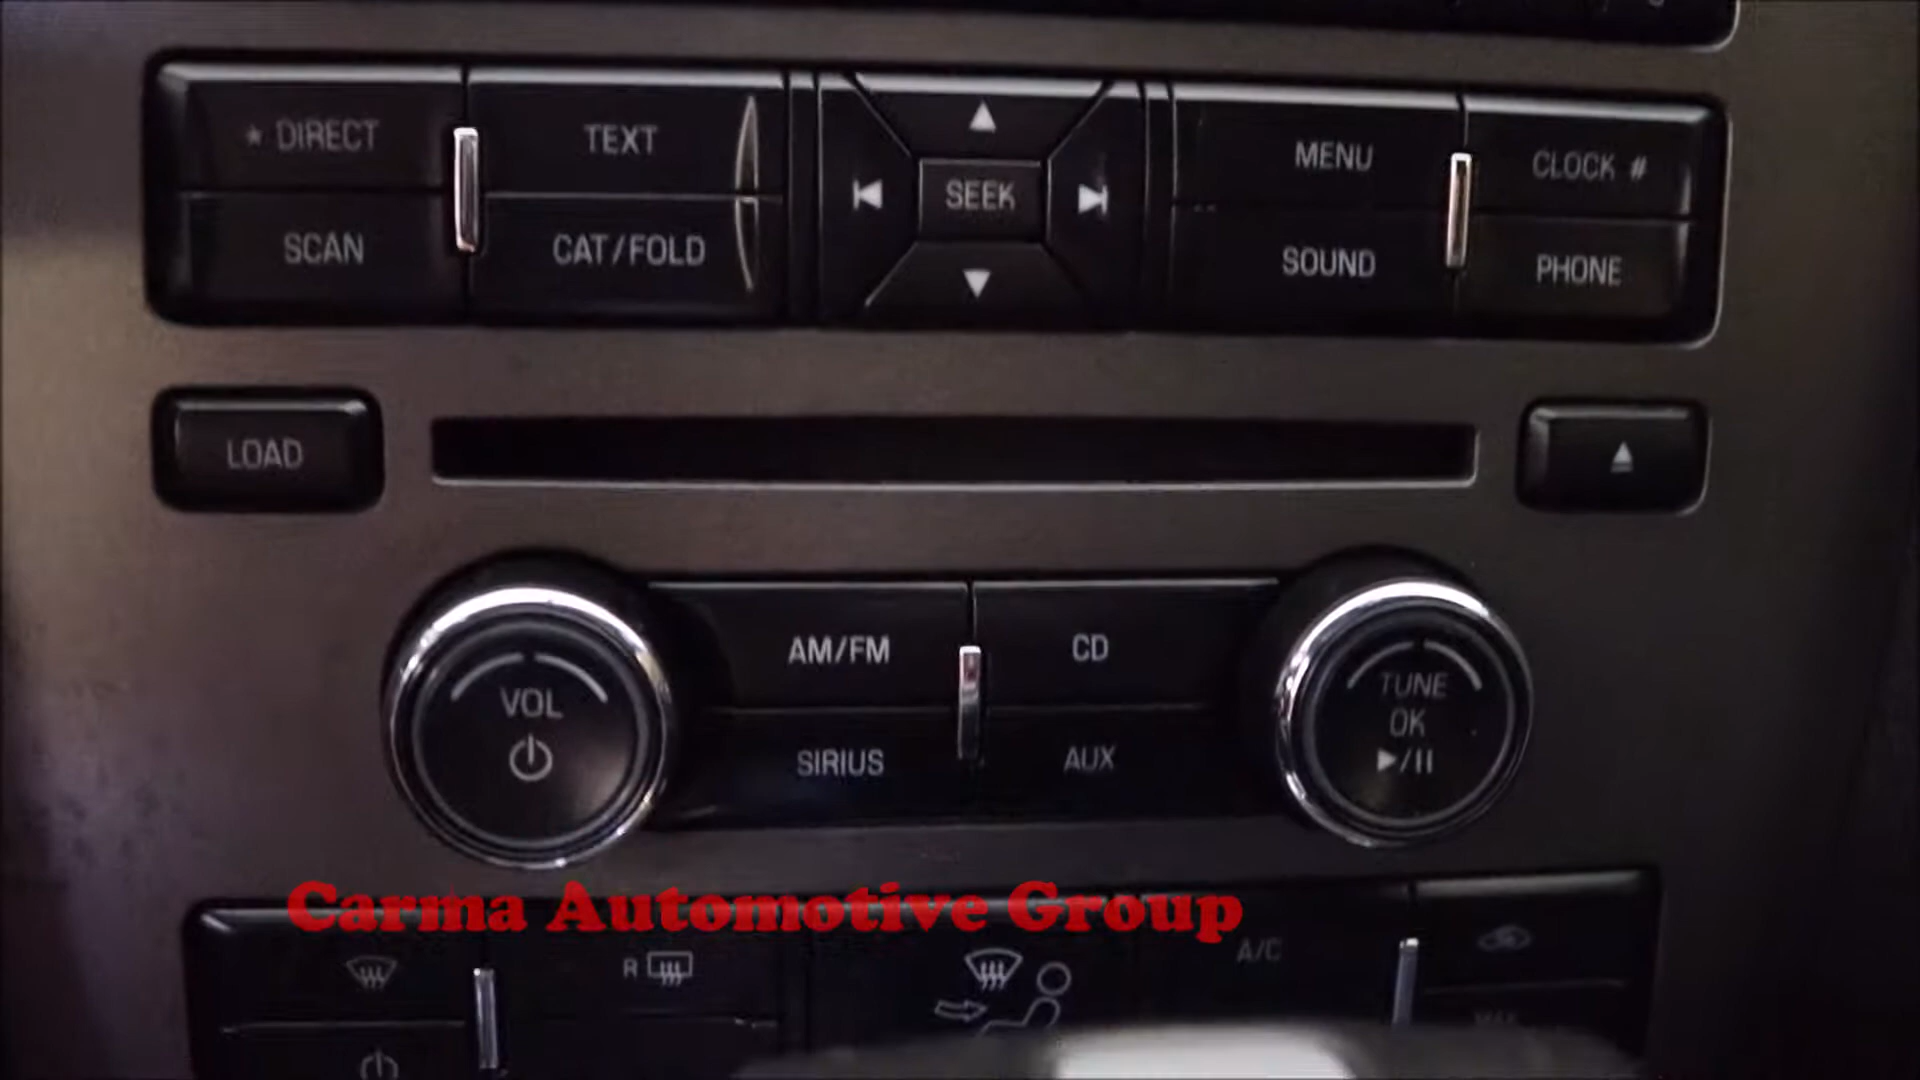 * DIRECT
TEXT
MENU
CLOCK #
SEEK
SCAN
CAT/FOLD
SOUND
PHONE
LOAD
AM/FM
CD
VOL
TUNE
OK
SIRIUS
AUX
Carma Automotive Group
R
A/C